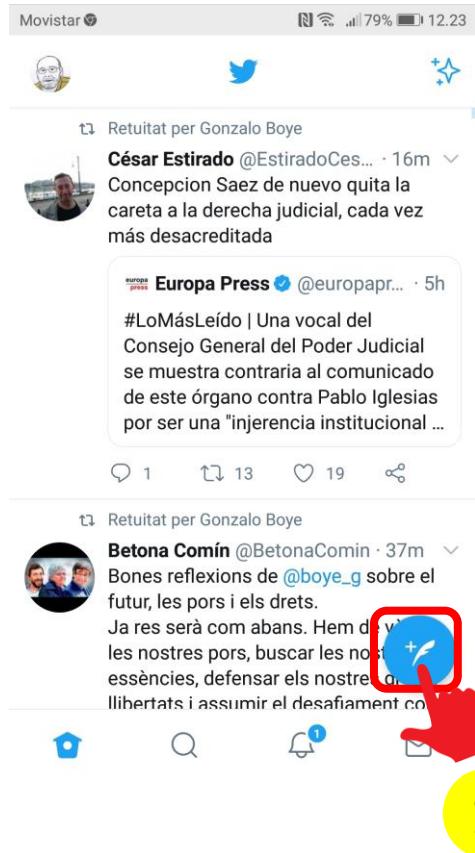 Movistar 79% 12.23
Retuitat per Gonzalo Boye
César Estirado @EstiradoCes... · 16m
Concepcion Saez de nuevo quita la
careta a la derecha judicial, cada vez
más desacreditada
europa press Europa Press @europapr... · 5h
#LoMásLeído | Una vocal del
Consejo General del Poder Judicial
se muestra contraria al comunicado
de este órgano contra Pablo Iglesias
por ser una "injerencia institucional ...
1 13 19
Retuitat per Gonzalo Boye
Betona Comín @BetonaComin · 37m
Bones reflexions de @boye_g sobre el
futur, les pors i els drets.
Ja res serà com abans. Hem de
les nostres pors, buscar les
essències, defensar els nostres
llibertats i assumir el desafiament
1